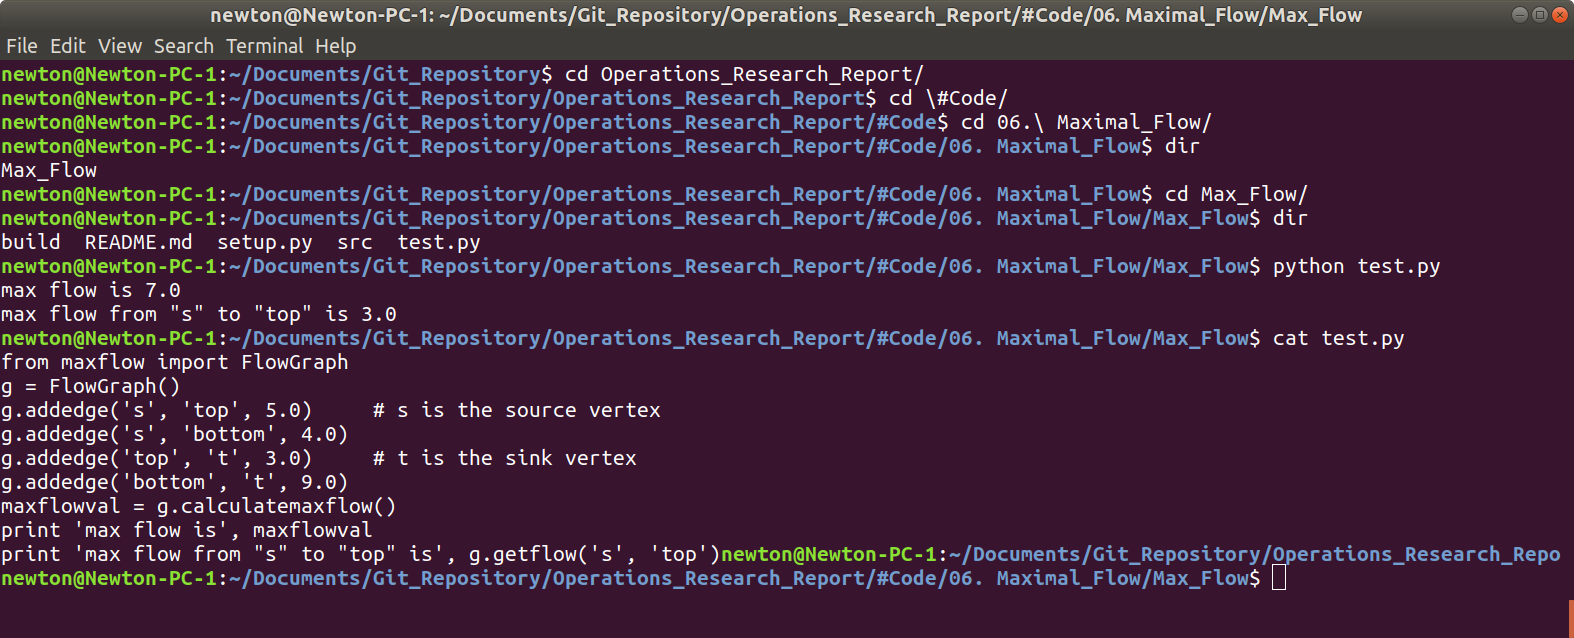 newton@Newton-PC-1: ~/Documents/Git_Repository/Operations_Research_Report/#Code/06. Maximal_Flow/Max_Flow
File Edit View Search Terminal Help
newton@Newton-PC-1:~/Documents/Git_Repository$ cd Operations_Research_Report/
newton@Newton-PC-1:~/Documents/Git_Repository/Operations_Research_Report$ cd \#Code/
newton@Newton-PC-1:~/Documents/Git_Repository/Operations_Research_Report/#Code$ cd 06.\ Maximal_Flow/
newton@Newton-PC-1:~/Documents/Git_Repository/Operations_Research_Report/#Code/06. Maximal_Flow$ dir
Max_Flow
newton@Newton-PC-1:~/Documents/Git_Repository/Operations_Research_Report/#Code/06. Maximal_Flow$ cd Max_Flow/
newton@Newton-PC-1:~/Documents/Git_Repository/Operations_Research_Report/#Code/06. Maximal_Flow/Max_Flow$ dir
build  README.md  setup.py  src  test.py
newton@Newton-PC-1:~/Documents/Git_Repository/Operations_Research_Report/#Code/06. Maximal_Flow/Max_Flow$ python test.py
max flow is 7.0
max flow from "s" to "top" is 3.0
newton@Newton-PC-1:~/Documents/Git_Repository/Operations_Research_Report/#Code/06. Maximal_Flow/Max_Flow$ cat test.py
from maxflow import FlowGraph
g = FlowGraph()
g.addedge('s', 'top', 5.0)     # s is the source vertex
g.addedge('s', 'bottom', 4.0)
g.addedge('top', 't', 3.0)     # t is the sink vertex
g.addedge('bottom', 't', 9.0)
maxflowval = g.calculatemaxflow()
print 'max flow is', maxflowval
print 'max flow from "s" to "top" is', g.getflow('s', 'top')newton@Newton-PC-1:~/Documents/Git_Repository/Operations_Research_Repo
newton@Newton-PC-1:~/Documents/Git_Repository/Operations_Research_Report/#Code/06. Maximal_Flow/Max_Flow$